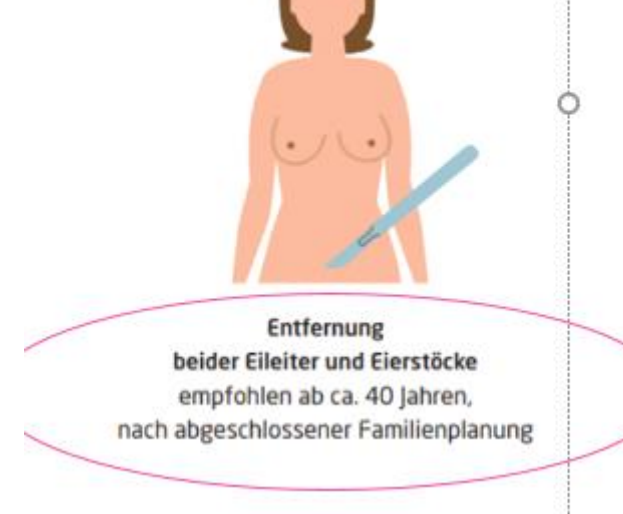 Entfernung
beider Eileiter und Eierstöcke
empfohlen ab ca. 40 Jahren,
nach abgeschlossener Familienplanung